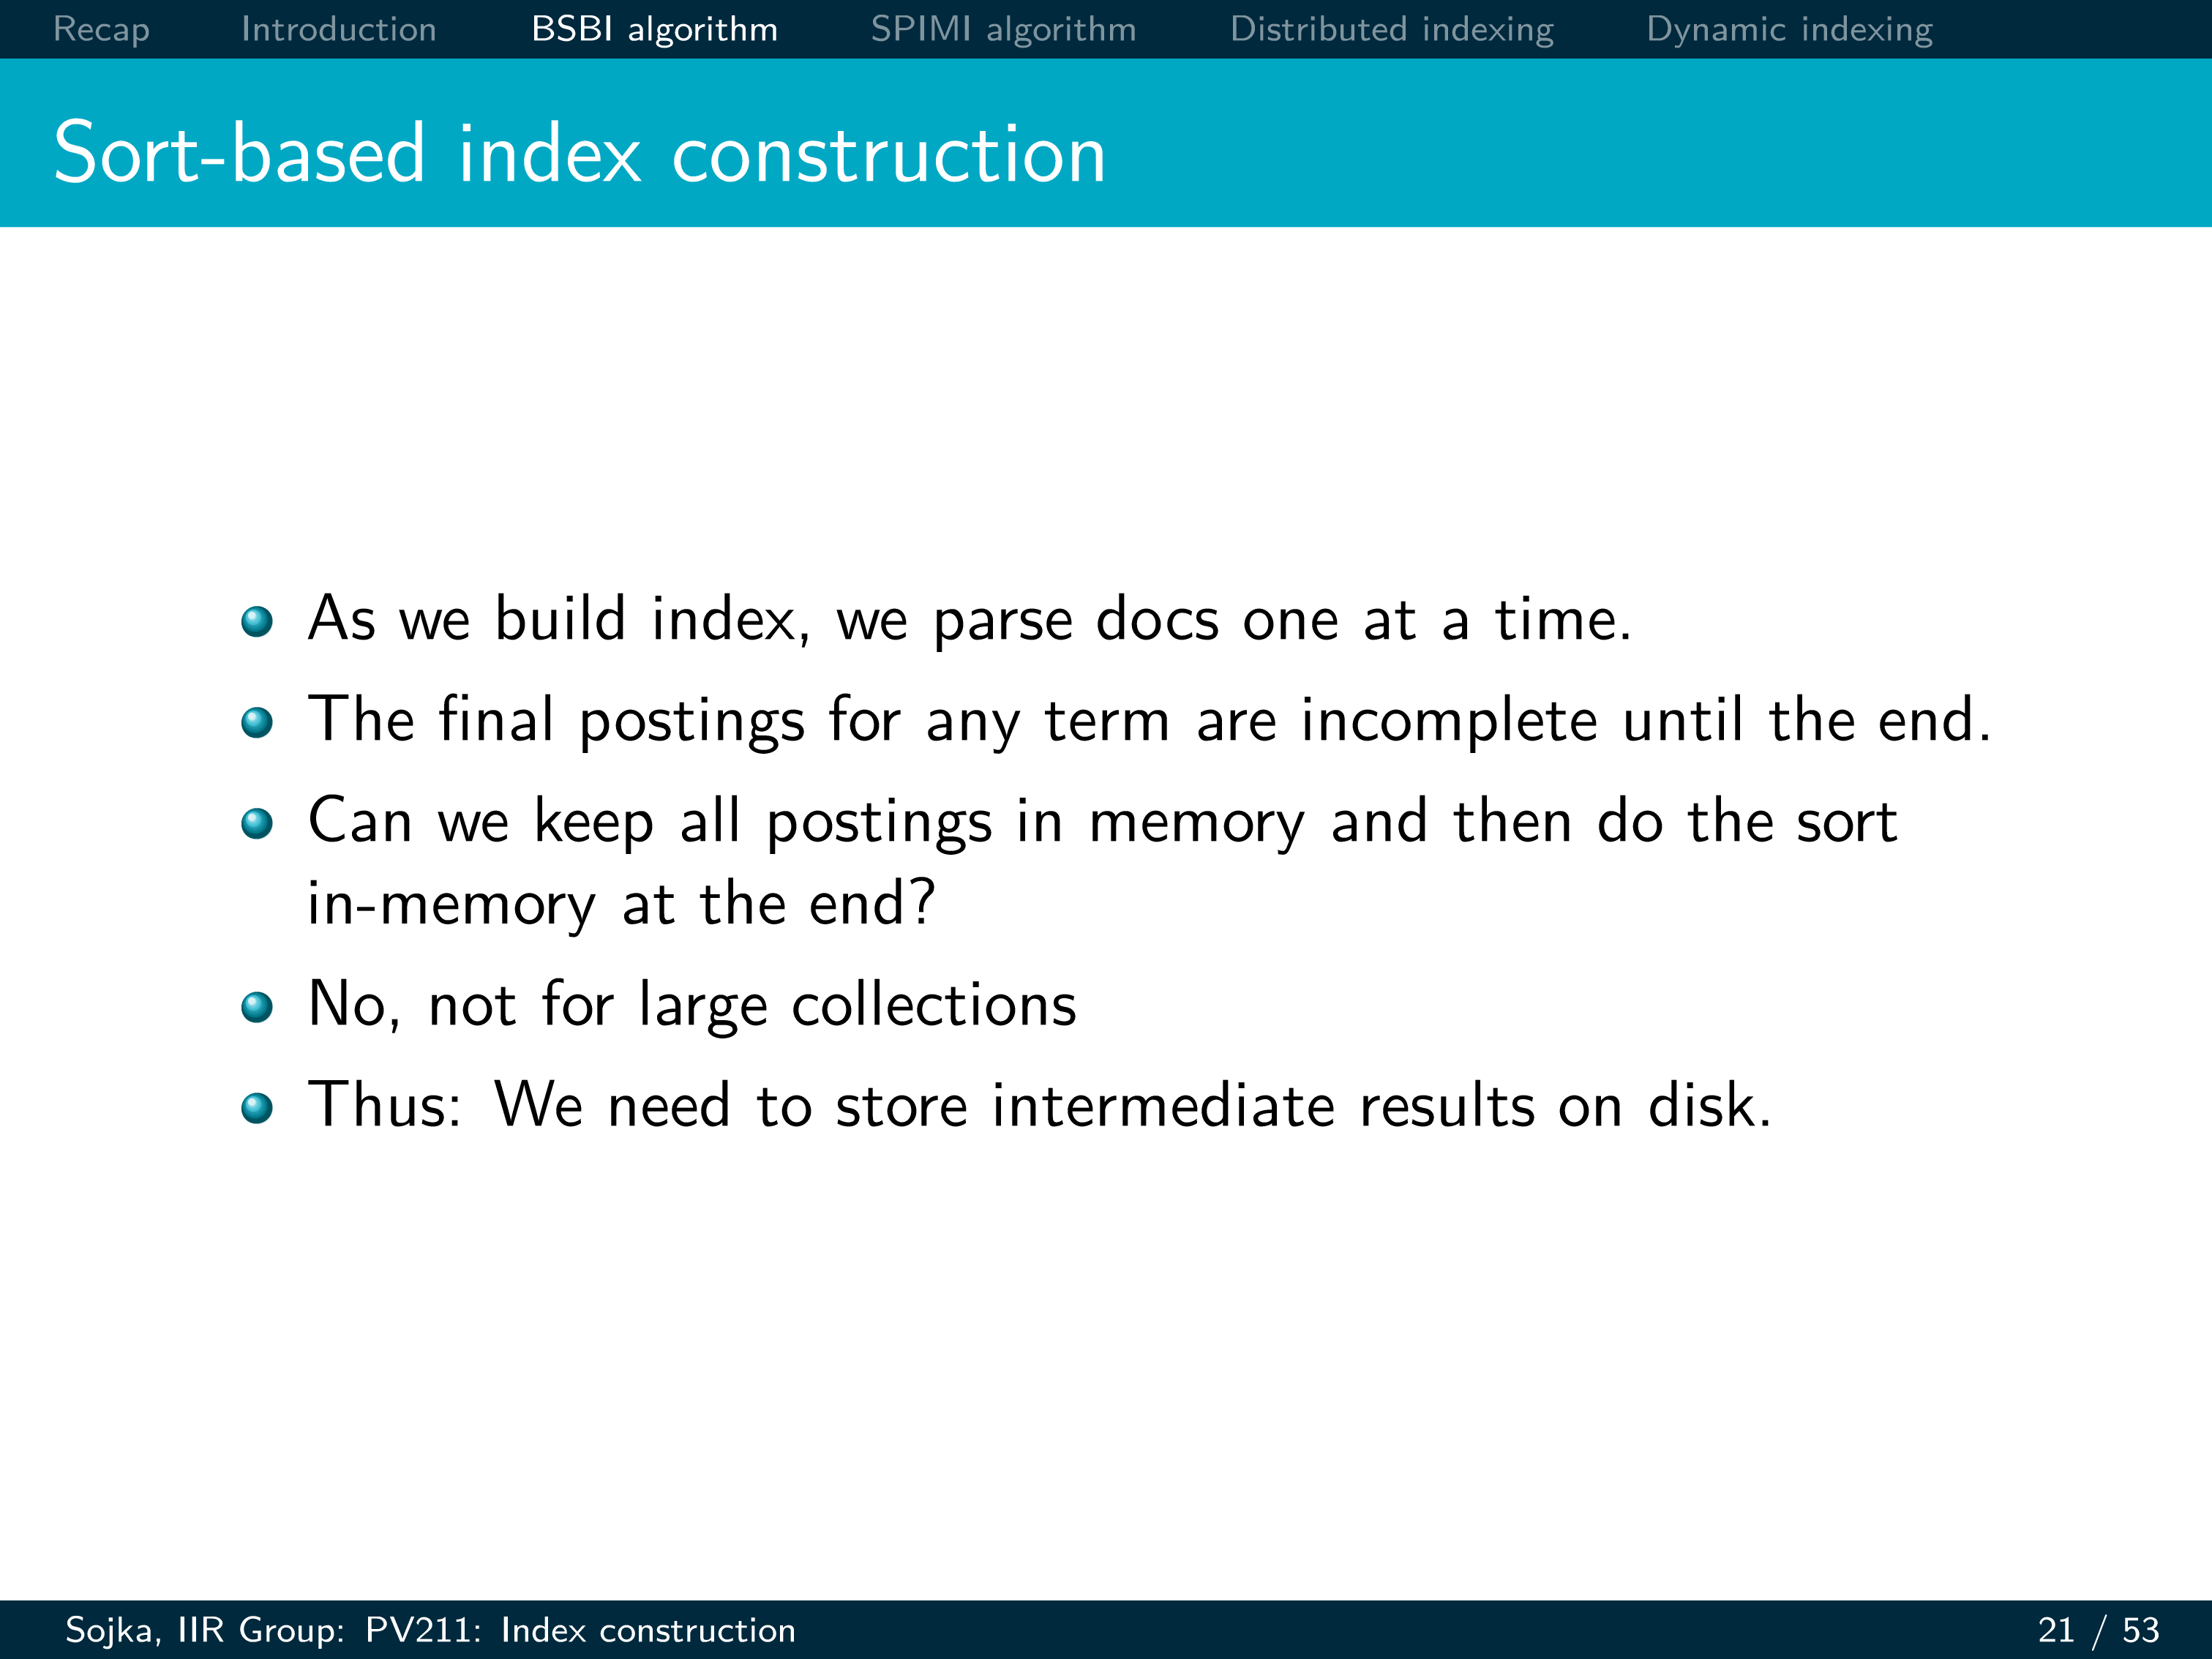 Recap Introduction BSBI algorithm SPIMI algorithm Distributed indexing Dynamic indexing
Sort-based index construction
As we build index, we parse docs one at a time.
The final postings for any term are incomplete until the end.
Can we keep all postings in memory and then do the sort
in-memory at the end?
No, not for large collections
Thus: We need to store intermediate results on disk.
Sojka, IIR Group: PV211: Index construction 21 / 53